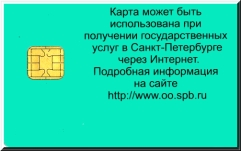 Карта может быть
использована при
получении государственных
услуг в Санкт-Петербурге
через Интернет.
Подробная информация
на сайте
http://www.oo.spb.ru